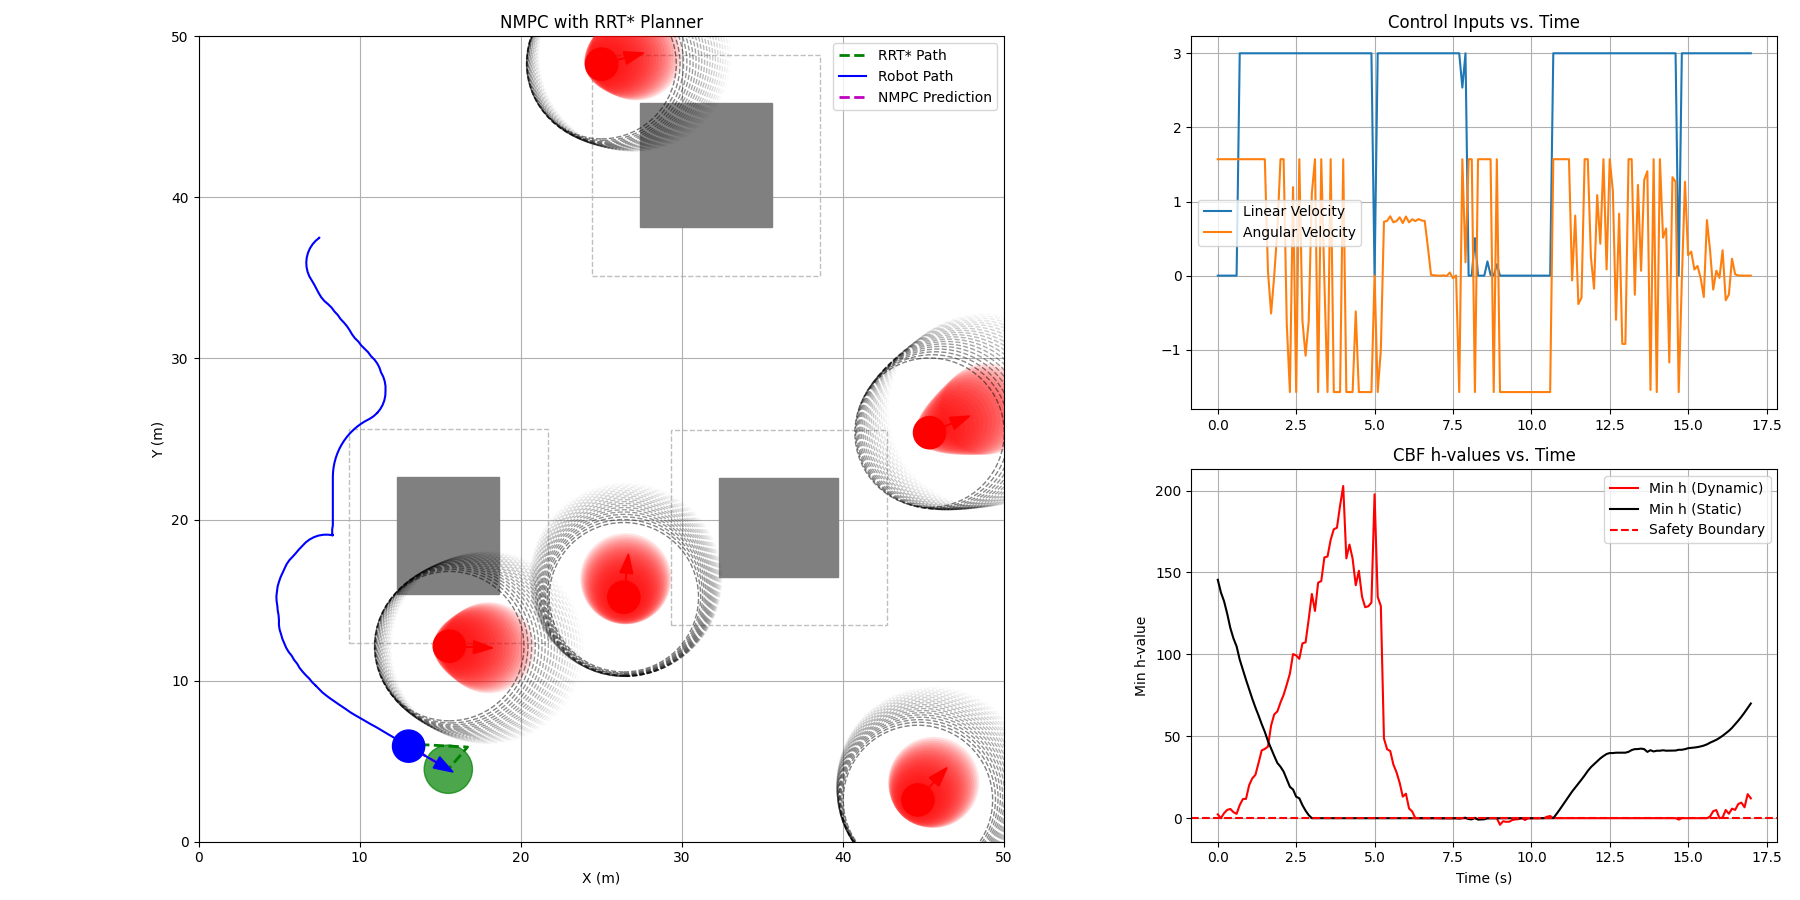 NMPC with RRT* Planner
50
40
30
20
10
0
Y (m)
0 10 20 30 40 50
X (m)
RRT* Path
Robot Path
NMPC Prediction
Control Inputs vs. Time
3
2
1
0
−1
Linear Velocity
Angular Velocity
0.0 2.5 5.0 7.5 10.0 12.5 15.0 17.5
CBF h-values vs. Time
200
150
100
50
0
Min h-value
Min h (Dynamic)
Min h (Static)
Safety Boundary
0.0 2.5 5.0 7.5 10.0 12.5 15.0 17.5
Time (s)